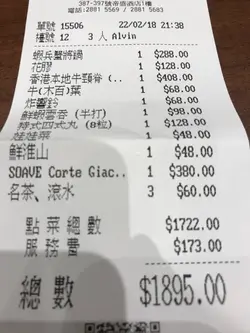 387-397號帝盛酒店1樓
電話:2881 5569 / 2881 5683
單號 15506 22/02/18 21:38
檯號 12 3 人 Alvin
蝦兵蟹將鍋 1 $288.00
花膠 1 $208.00
香港本地牛頸脊(.. 1 $408.00
牛(木百)葉 1 $68.00
炸響鈴 1 $68.00
鮮蝦雲吞 (半打) 1 $98.00
拼式四式丸 (8粒) 1 $128.00
娃娃菜 1 $48.00
鮮淮山 1 $48.00
SOAVE Corte Giac.. 1 $380.00
名茶、滾水 3 $60.00
點菜總數 $1722.00
服務費 $173.00
總數 $1895.00